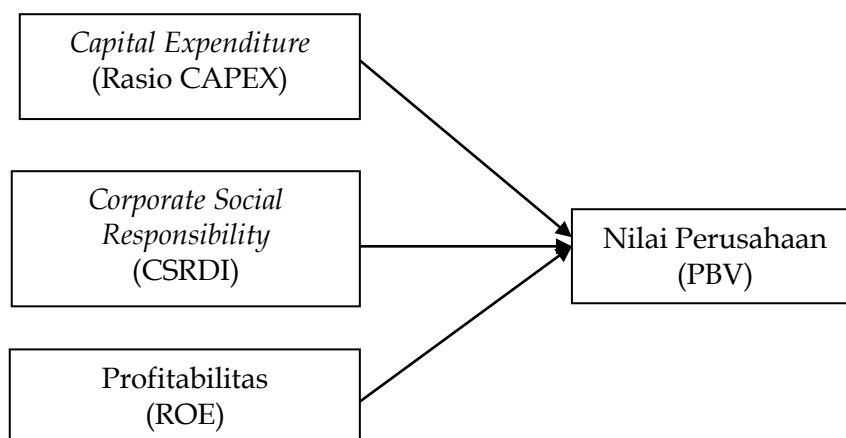 Capital Expenditure
(Rasio CAPEX)
Corporate Social
Responsibility
(CSRDI)
Nilai Perusahaan
(PBV)
Profitabilitas
(ROE)